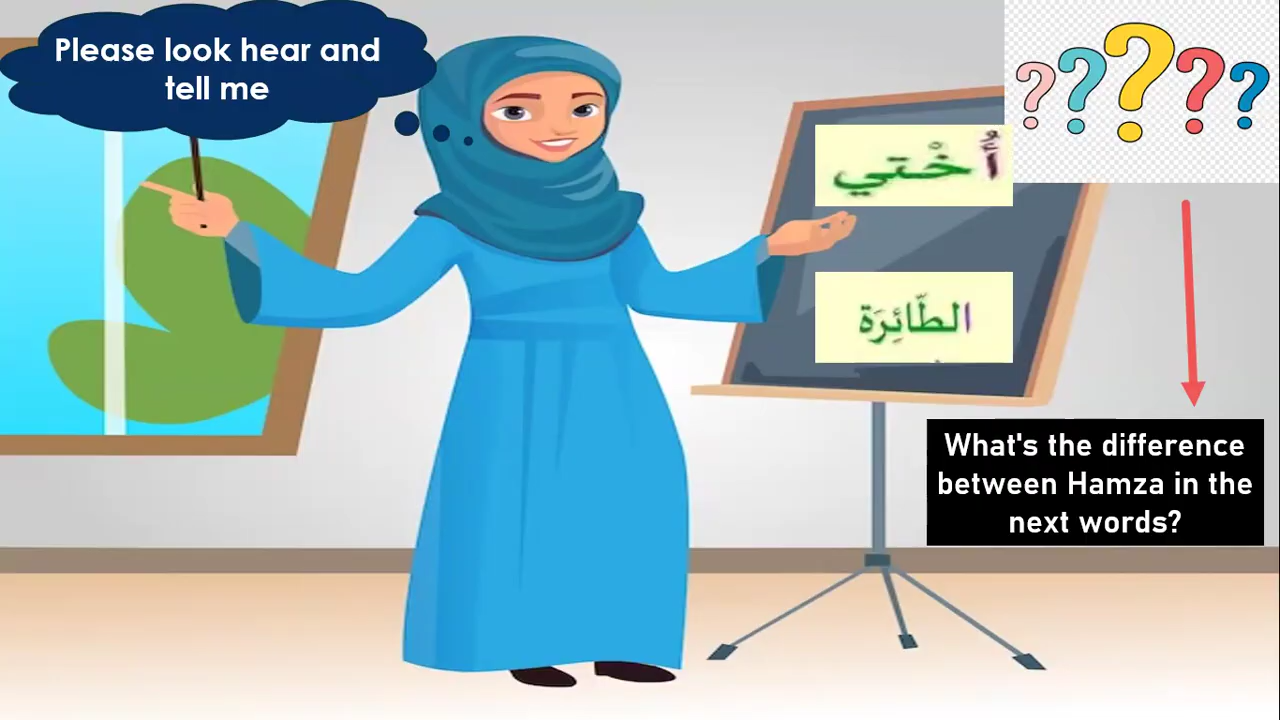 Please look hear and
tell me
أُخْتي
الطّائِرَة
What's the difference
between Hamza in the
next words?